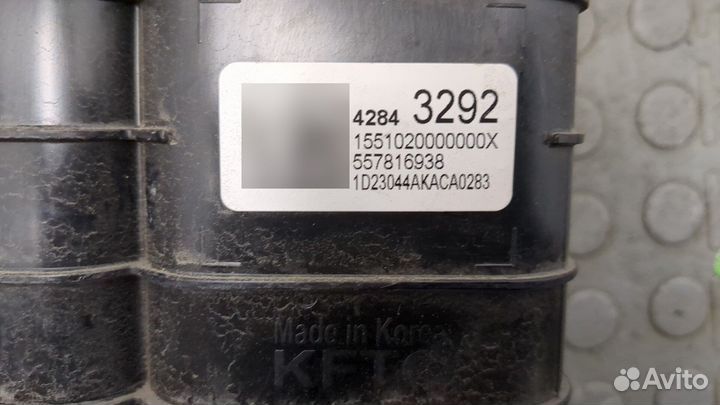 4284 3292
1551020000000X
557816938
1D23044AKACA0283
Made in Korea
Avito